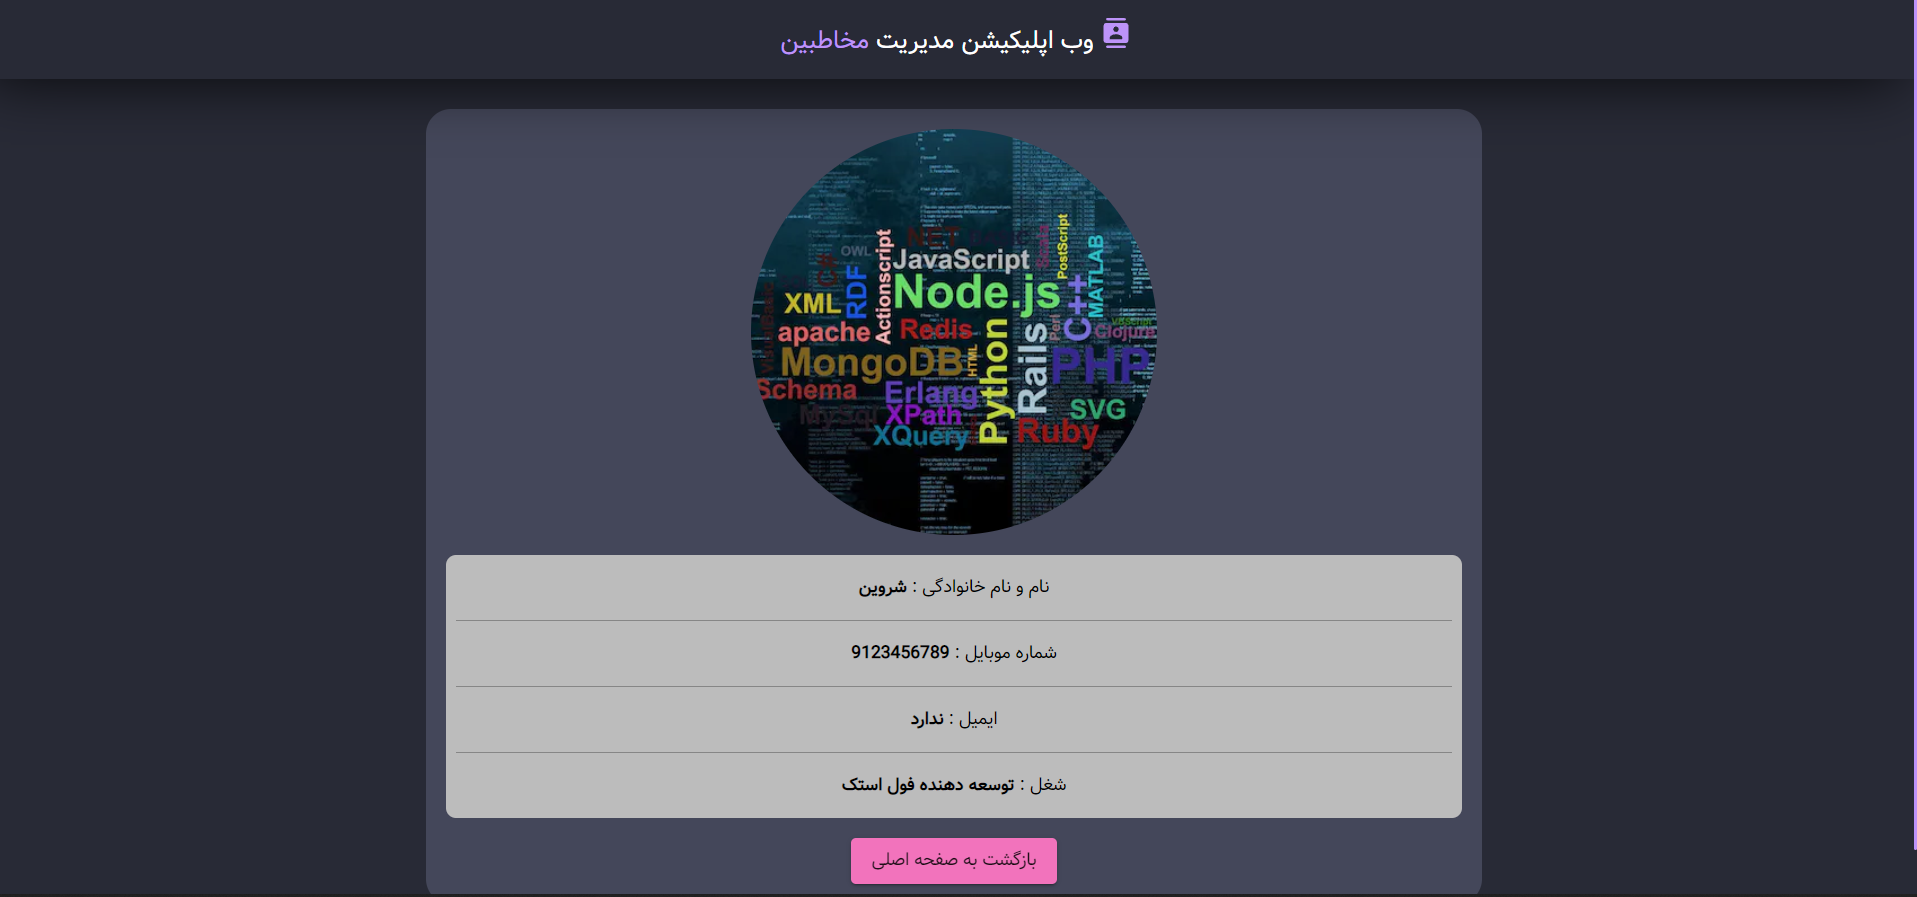 وب اپلیکیشن مدیریت مخاطبین
.NET
OWL
JavaScript
PostScript
MATLAB
Actionscript
Node.js
RDF
XML
C++
apache
Redis
Perl
Clojure
MongoDB
HTML
Python
Rails
PHP
Schema
Erlang
MySql
XPath
SVG
XQuery
Ruby
نام و نام خانوادگی : شروین
شماره موبایل : 9123456789
ایمیل : ندارد
شغل : توسعه دهنده فول استک
بازگشت به صفحه اصلی